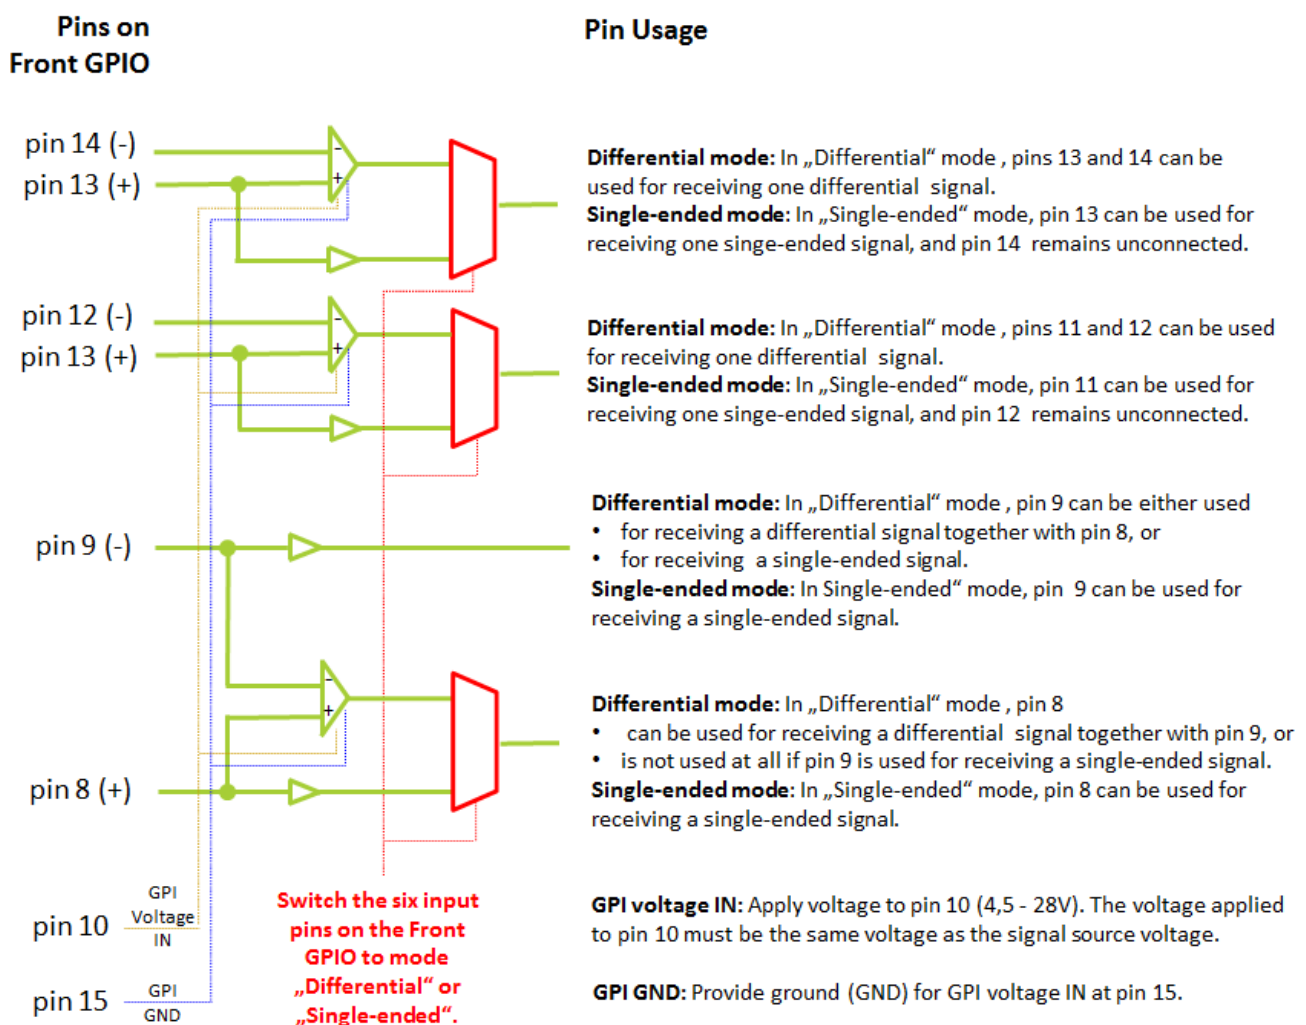 Pins on
Front GPIO
Pin Usage
pin 14 (-)
pin 13 (+)
-
+
Differential mode: In „Differential“ mode , pins 13 and 14 can be
used for receiving one differential  signal.
Single-ended mode: In „Single-ended“ mode, pin 13 can be used for
receiving one singe-ended signal, and pin 14  remains unconnected.
pin 12 (-)
pin 13 (+)
-
+
Differential mode: In „Differential“ mode , pins 11 and 12 can be used
for receiving one differential  signal.
Single-ended mode: In „Single-ended“ mode, pin 11 can be used for
receiving one singe-ended signal, and pin 12  remains unconnected.
pin 9 (-)
Differential mode: In „Differential“ mode , pin 9 can be either used
• for receiving a differential signal together with pin 8, or
• for receiving  a single-ended signal.
Single-ended mode: In Single-ended“ mode, pin  9 can be used for
receiving a single-ended signal.
-
+
pin 8 (+)
Differential mode: In „Differential“ mode , pin 8
• can be used for receiving a differential  signal together with pin 9, or
• is not used at all if pin 9 is used for receiving a single-ended signal.
Single-ended mode: In „Single-ended“ mode, pin 8 can be used for
receiving a single-ended signal.
pin 10
GPI
Voltage
IN
Switch the six input
pins on the Front
GPIO to mode
„Differential“ or
„Single-ended“.
GPI voltage IN: Apply voltage to pin 10 (4,5 - 28V). The voltage applied
to pin 10 must be the same voltage as the signal source voltage.
pin 15
GPI
GND
GPI GND: Provide ground (GND) for GPI voltage IN at pin 15.